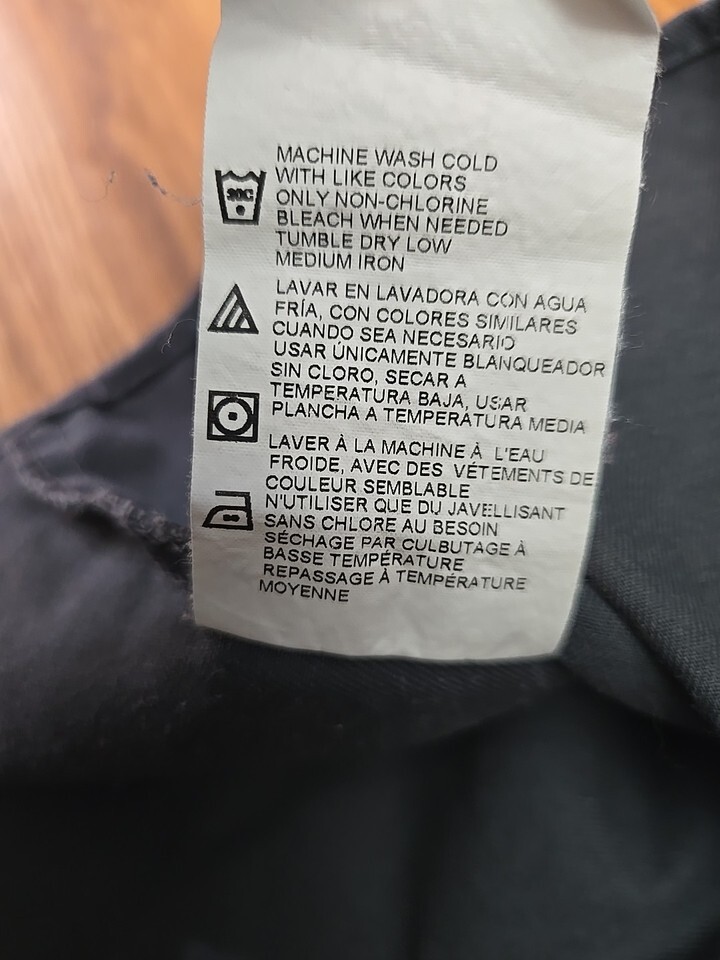 MACHINE WASH COLD
WITH LIKE COLORS
ONLY NON-CHLORINE
BLEACH WHEN NEEDED
TUMBLE DRY LOW
MEDIUM IRON
30C
LAVAR EN LAVADORA CON AGUA
FRÍA, CON COLORES SIMILARES
CUANDO SEA NECESARIO
USAR ÚNICAMENTE BLANQUEADOR
SIN CLORO, SECAR A
TEMPERATURA BAJA, USAR
PLANCHA A TEMPERATURA MEDIA
LAVER À LA MACHINE À L'EAU
FROIDE, AVEC DES VÉTEMENTS DE
COULEUR SEMBLABLE
N'UTILISER QUE DU JAVELLISANT
SANS CHLORE AU BESOIN
SÉCHAGE PAR CULBUTAGE À
BASSE TEMPÉRATURE
REPASSAGE À TEMPÉRATURE
MOYENNE